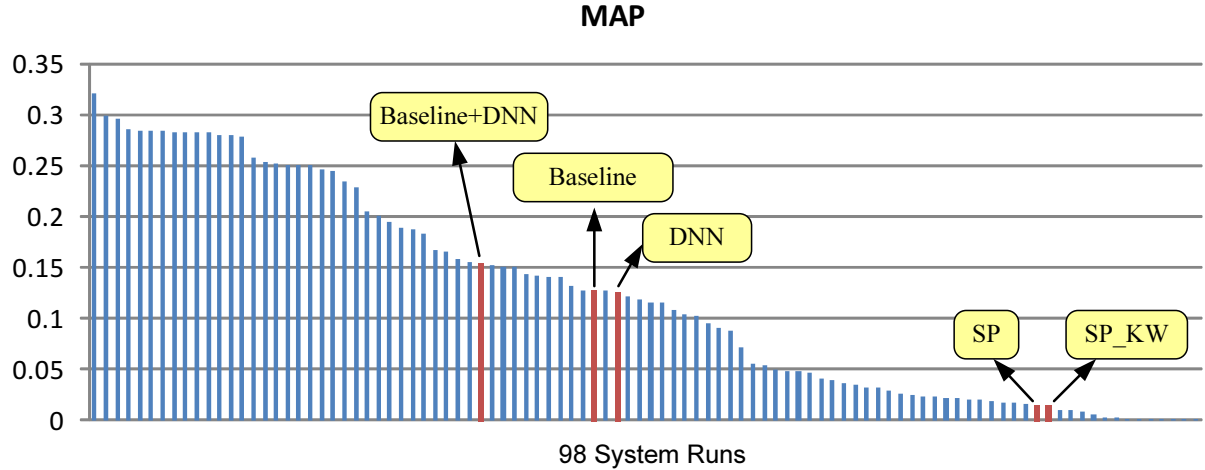 MAP
0.35
0.3
0.25
0.2
0.15
0.1
0.05
0
Baseline+DNN
Baseline
DNN
SP
SP_KW
98 System Runs